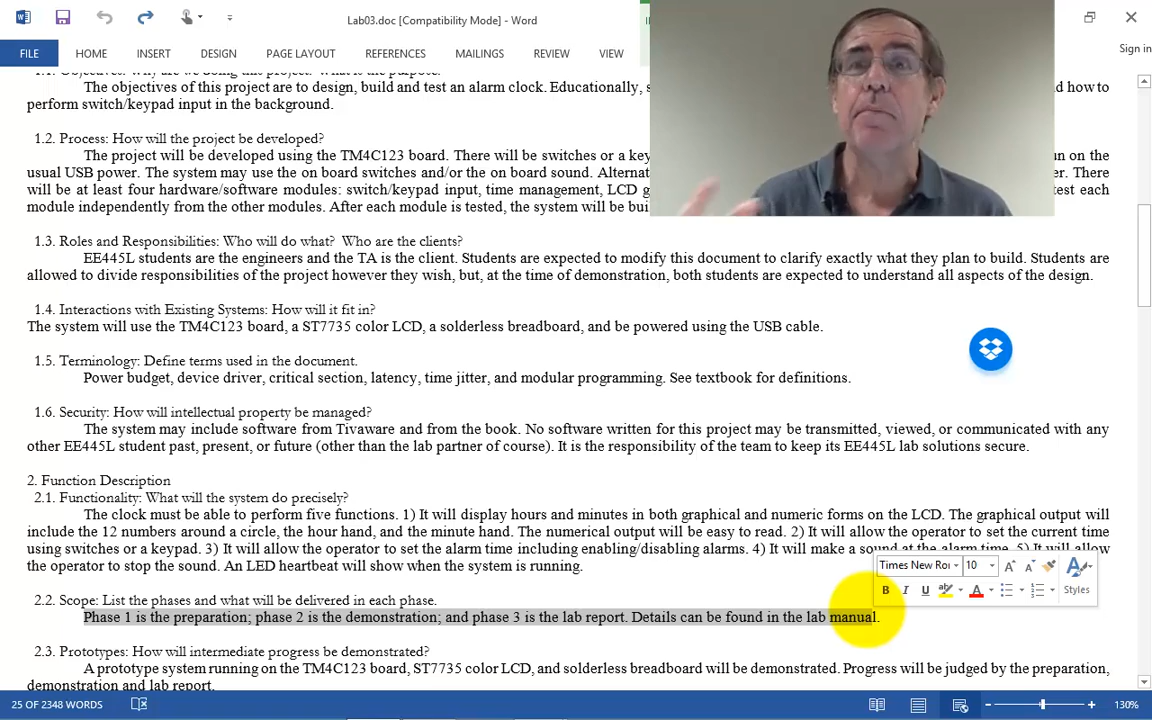 Lab03.doc [Compatibility Mode] - Word
FILE HOME INSERT DESIGN PAGE LAYOUT REFERENCES MAILINGS REVIEW VIEW
Sign in
1.1. Objectives: Why are we doing this project? What is the purpose?
The objectives of this project are to design, build and test an alarm clock. Educationally, s nd how to
perform switch/keypad input in the background.
1.2. Process: How will the project be developed?
The project will be developed using the TM4C123 board. There will be switches or a key un on the
usual USB power. The system may use the on board switches and/or the on board sound. Alternat er. There
will be at least four hardware/software modules: switch/keypad input, time management, LCD g test each
module independently from the other modules. After each module is tested, the system will be bui
1.3. Roles and Responsibilities: Who will do what? Who are the clients?
EE445L students are the engineers and the TA is the client. Students are expected to modify this document to clarify exactly what they plan to build. Students are
allowed to divide responsibilities of the project however they wish, but, at the time of demonstration, both students are expected to understand all aspects of the design.
1.4. Interactions with Existing Systems: How will it fit in?
The system will use the TM4C123 board, a ST7735 color LCD, a solderless breadboard, and be powered using the USB cable.
1.5. Terminology: Define terms used in the document.
Power budget, device driver, critical section, latency, time jitter, and modular programming. See textbook for definitions.
1.6. Security: How will intellectual property be managed?
The system may include software from Tivaware and from the book. No software written for this project may be transmitted, viewed, or communicated with any
other EE445L student past, present, or future (other than the lab partner of course). It is the responsibility of the team to keep its EE445L lab solutions secure.
2. Function Description
2.1. Functionality: What will the system do precisely?
The clock must be able to perform five functions. 1) It will display hours and minutes in both graphical and numeric forms on the LCD. The graphical output will
include the 12 numbers around a circle, the hour hand, and the minute hand. The numerical output will be easy to read. 2) It will allow the operator to set the current time
using switches or a keypad. 3) It will allow the operator to set the alarm time including enabling/disabling alarms. 4) It will make a sound at the alarm time. 5) It will allow
the operator to stop the sound. An LED heartbeat will show when the system is running.
Times New Ror 10
B I U A Styles
2.2. Scope: List the phases and what will be delivered in each phase.
Phase 1 is the preparation; phase 2 is the demonstration; and phase 3 is the lab report. Details can be found in the lab manual.
2.3. Prototypes: How will intermediate progress be demonstrated?
A prototype system running on the TM4C123 board, ST7735 color LCD, and solderless breadboard will be demonstrated. Progress will be judged by the preparation,
demonstration and lab report.
25 OF 2348 WORDS 130%